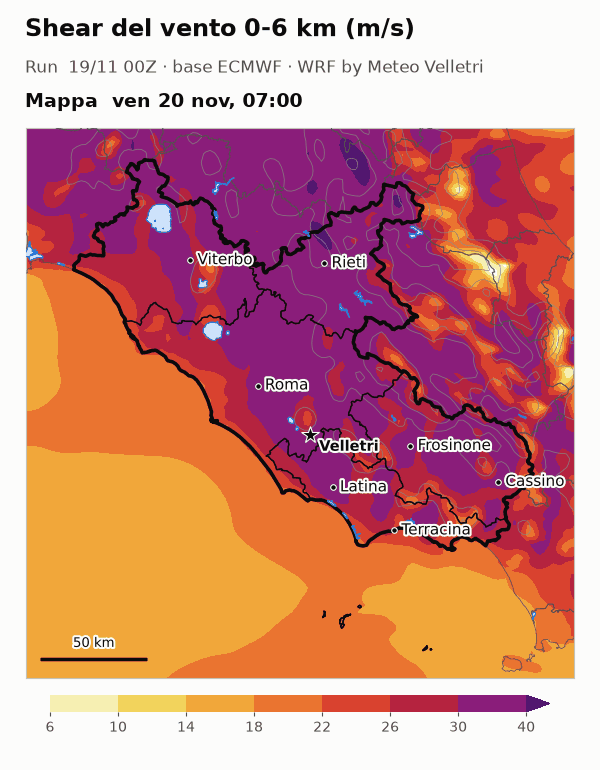 Shear del vento 0-6 km (m/s)
Run  19/11 00Z · base ECMWF · WRF by Meteo Velletri
Mappa  ven 20 nov, 07:00
Viterbo
Rieti
Roma
Velletri
Frosinone
Latina
Cassino
Terracina
50 km
6 10 14 18 22 26 30 40